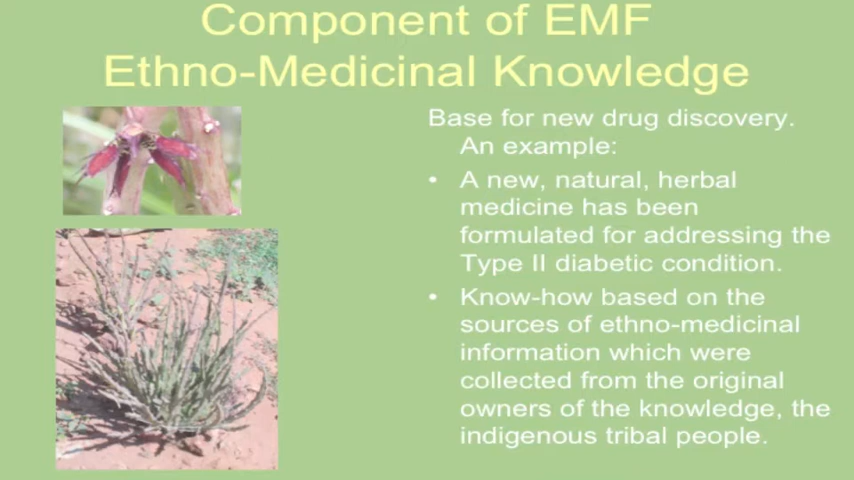 Component of EMF
Ethno-Medicinal Knowledge
Base for new drug discovery.
An example:
• A new, natural, herbal
medicine has been
formulated for addressing the
Type II diabetic condition.
• Know-how based on the
sources of ethno-medicinal
information which were
collected from the original
owners of the knowledge, the
indigenous tribal people.